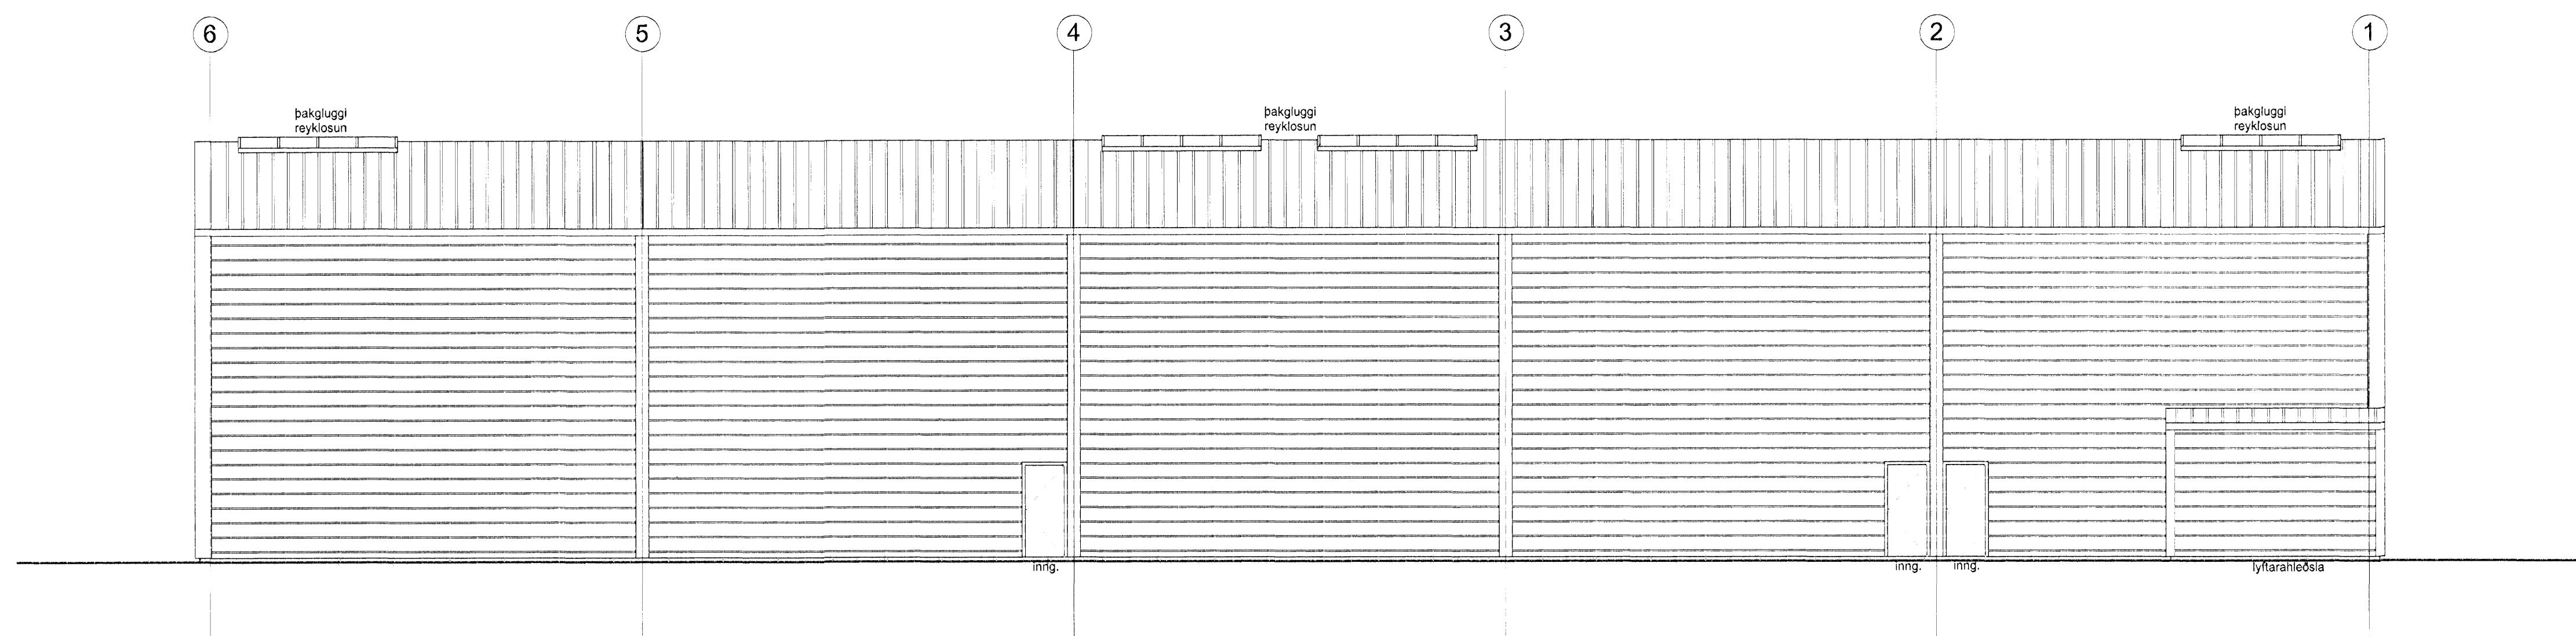 6
5
4
3
2
1
þakgluggi
reyklosun
þakgluggi
reyklosun
þakgluggi
reyklosun
inng.
inng.
inng.
lyftarahleðsla